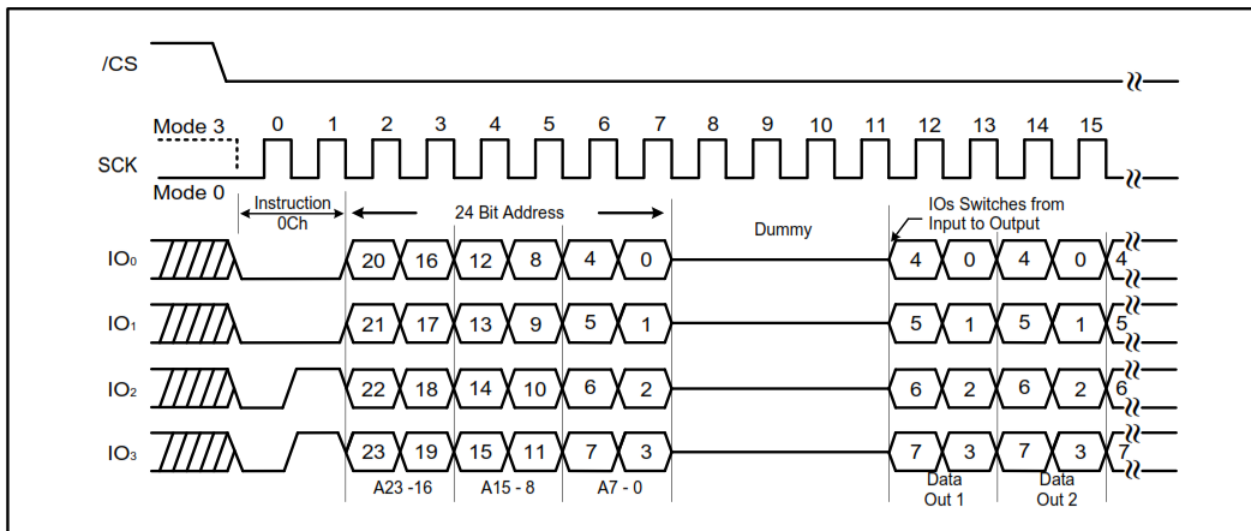 /CS
Mode 3 0 1 2 3 4 5 6 7 8 9 10 11 12 13 14 15
SCK
Mode 0
Instruction
0Ch
24 Bit Address
Dummy
IOs Switches from
Input to Output
IO₀ 20 16 12 8 4 0 4 0 4 0 4
IO₁ 21 17 13 9 5 1 5 1 5 1 5
IO₂ 22 18 14 10 6 2 6 2 6 2 6
IO₃ 23 19 15 11 7 3 7 3 7 3 7
A23 -16 A15 - 8 A7 - 0
Data
Out 1
Data
Out 2